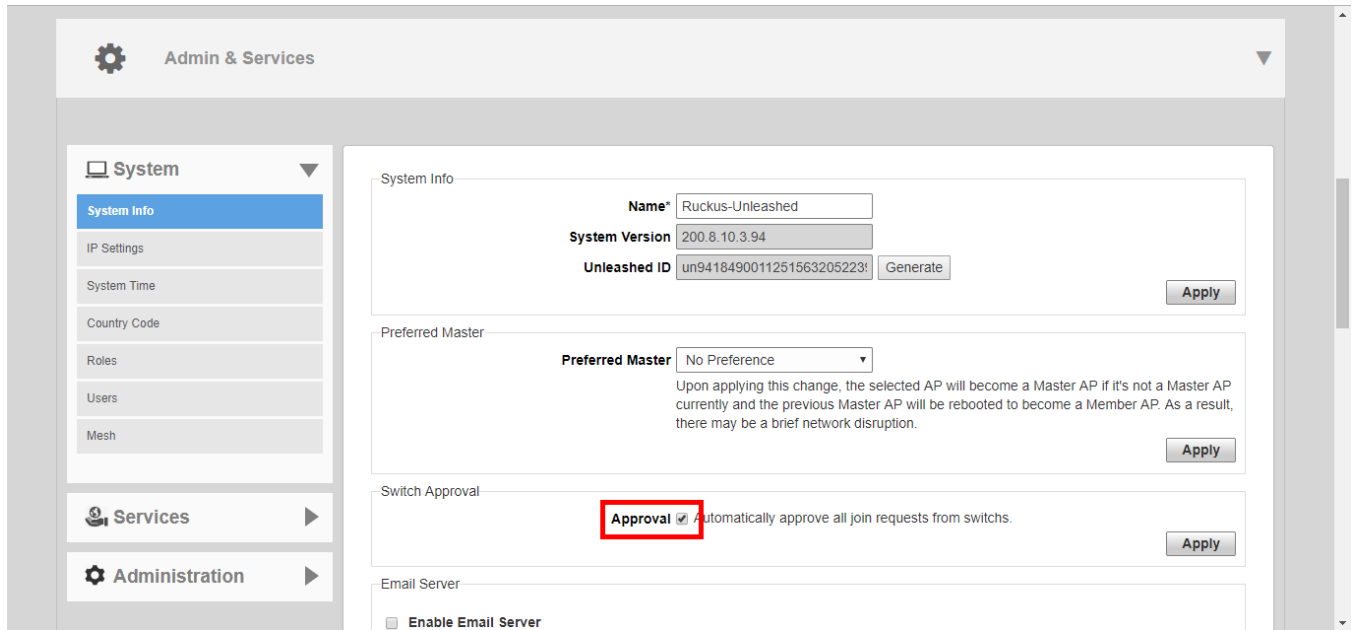 Admin & Services
System
System Info
IP Settings
System Time
Country Code
Roles
Users
Mesh
Services
Administration
System Info
Name* Ruckus-Unleashed
System Version 200.8.10.3.94
Unleashed ID un94184900112515632052239 Generate
Apply
Preferred Master
Preferred Master No Preference
Upon applying this change, the selected AP will become a Master AP if it's not a Master AP
currently and the previous Master AP will be rebooted to become a Member AP. As a result,
there may be a brief network disruption.
Apply
Switch Approval
Approval Automatically approve all join requests from switchs.
Apply
Email Server
Enable Email Server